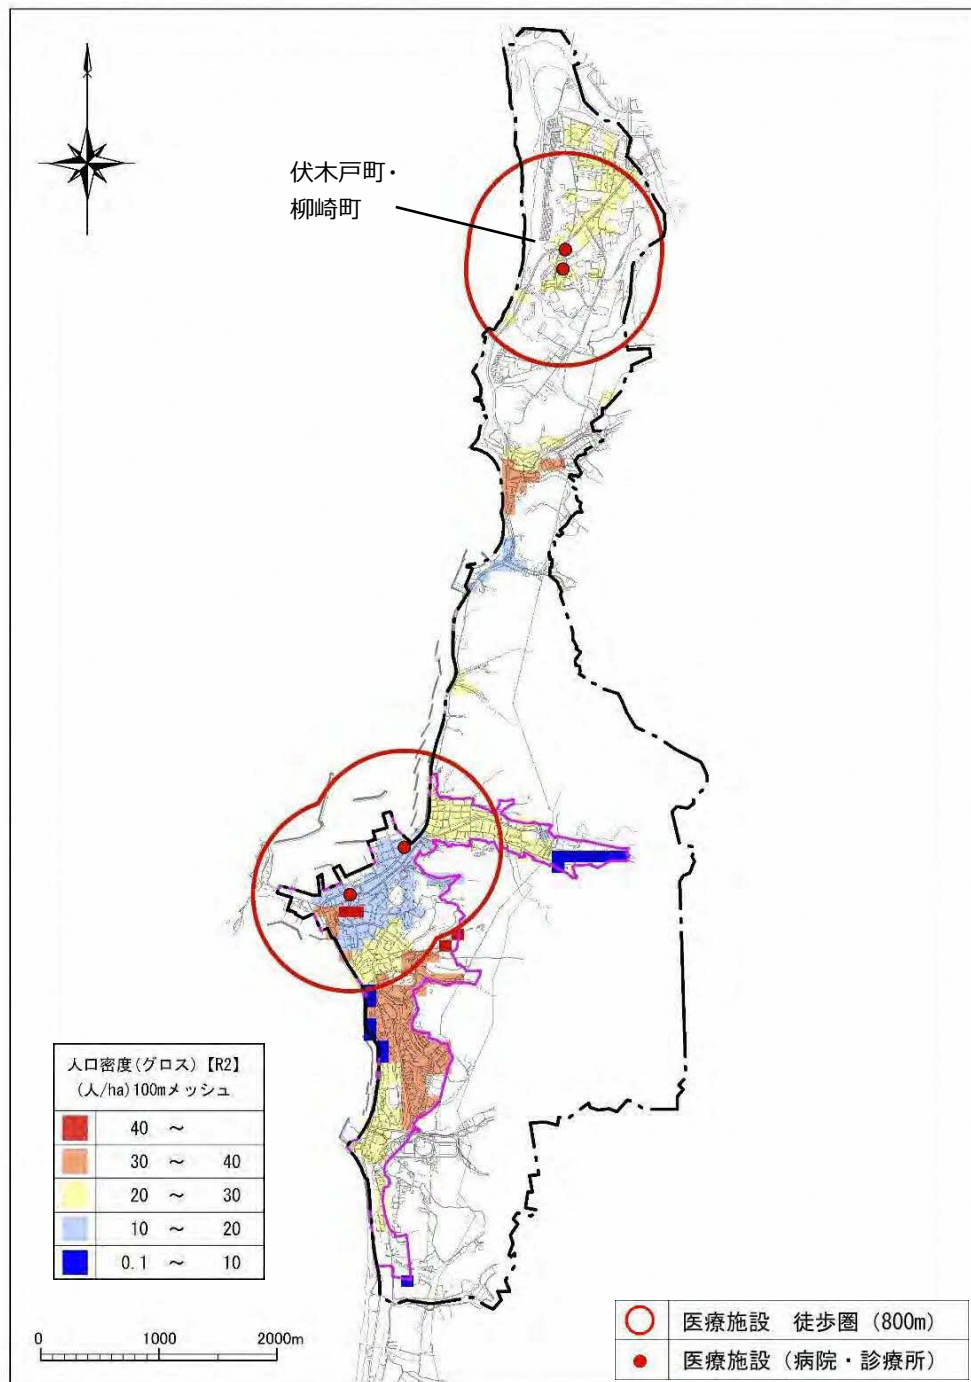 伏木戸町・
柳崎町
人口密度(グロス)【R2】
(人/ha)100mメッシュ
40 ～
30 ～ 40
20 ～ 30
10 ～ 20
0.1 ～ 10
0 1000 2000m
医療施設 徒歩圏（800m）
医療施設（病院・診療所）